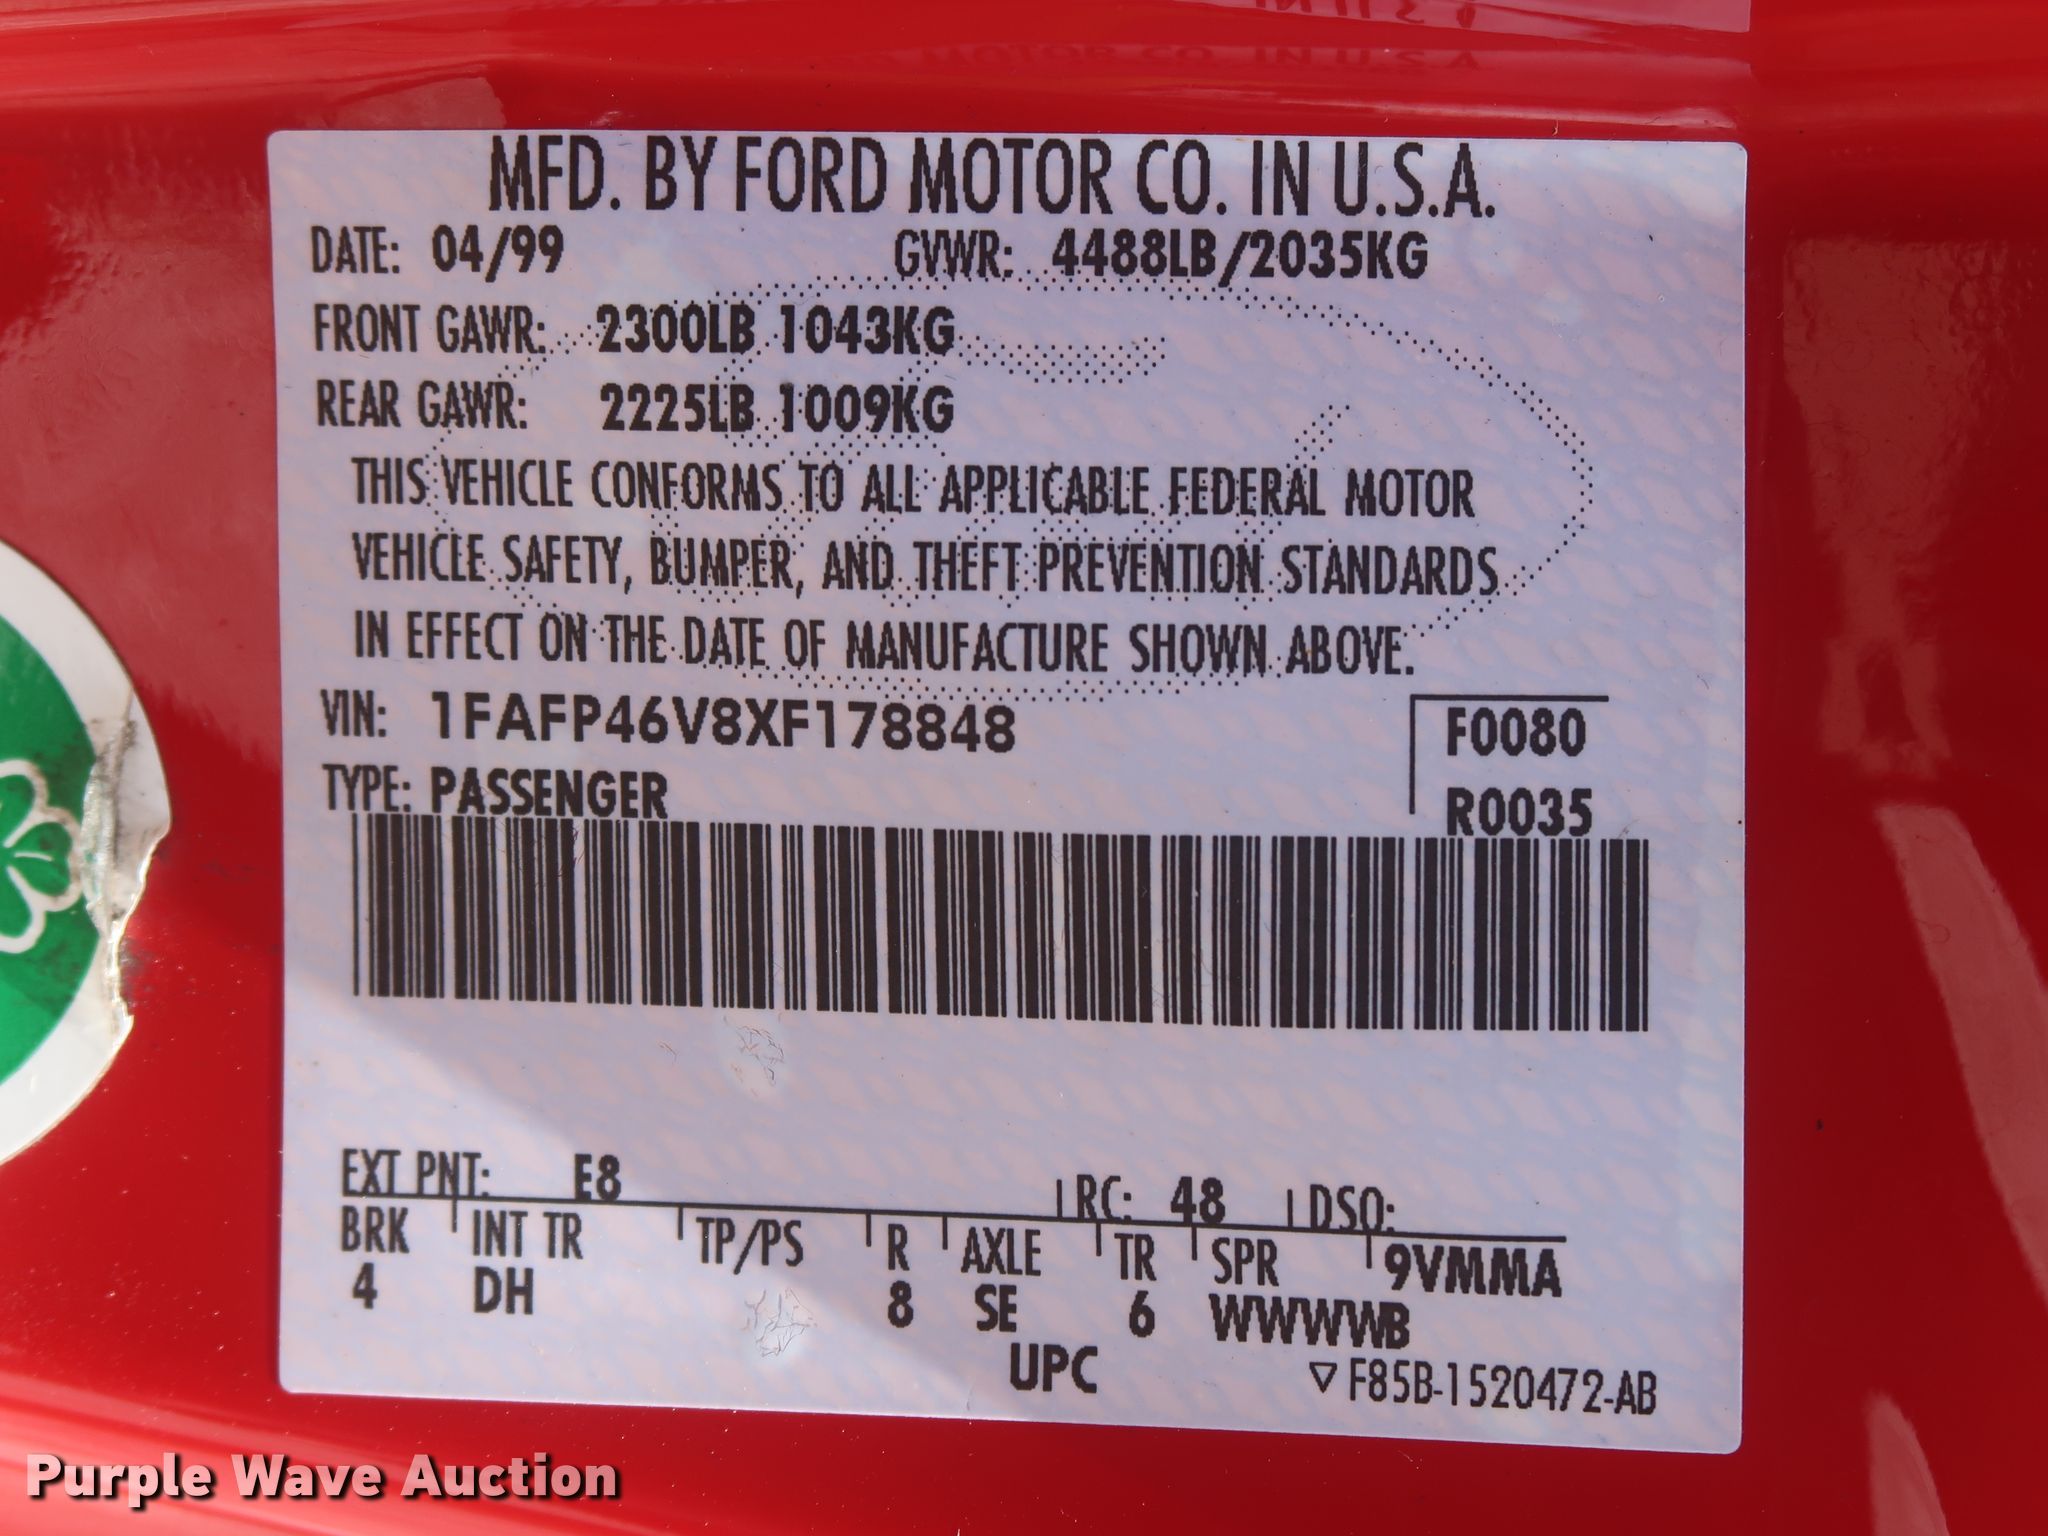 MFD. BY FORD MOTOR CO. IN U.S.A.
DATE: 04/99 GVWR: 4488LB/2035KG
FRONT GAWR: 2300LB 1043KG
REAR GAWR: 2225LB 1009KG
THIS VEHICLE CONFORMS TO ALL APPLICABLE FEDERAL MOTOR
VEHICLE SAFETY, BUMPER, AND THEFT PREVENTION STANDARDS
IN EFFECT ON THE DATE OF MANUFACTURE SHOWN ABOVE.
VIN: 1FAFP46V8XF178848 F0080
TYPE: PASSENGER R0035
EXT PNT: E8 RC: 48 DSO:
BRK INT TR TP/PS R AXLE TR SPR 9VMMA
4 DH 8 SE 6 WWWWB
UPC ▽ F85B-1520472-AB
Purple Wave Auction